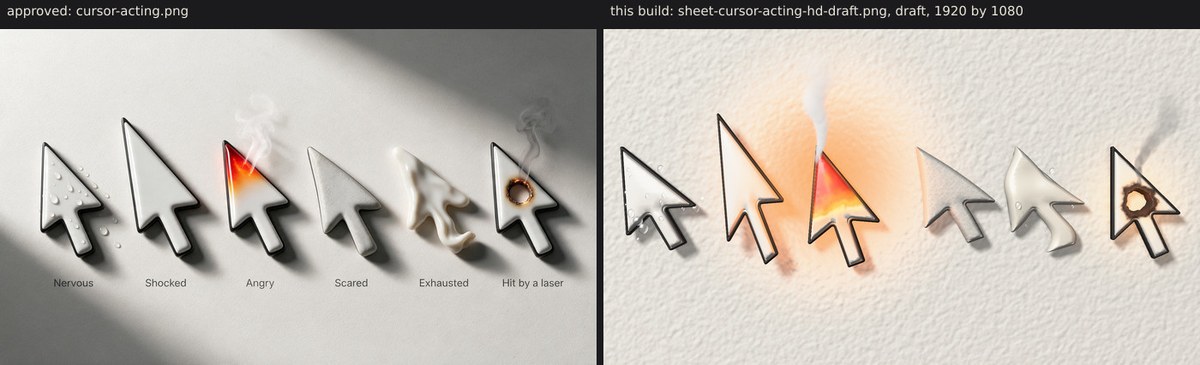 approved: cursor-acting.png
this build: sheet-cursor-acting-hd-draft.png, draft, 1920 by 1080
Nervous
Shocked
Angry
Scared
Exhausted
Hit by a laser